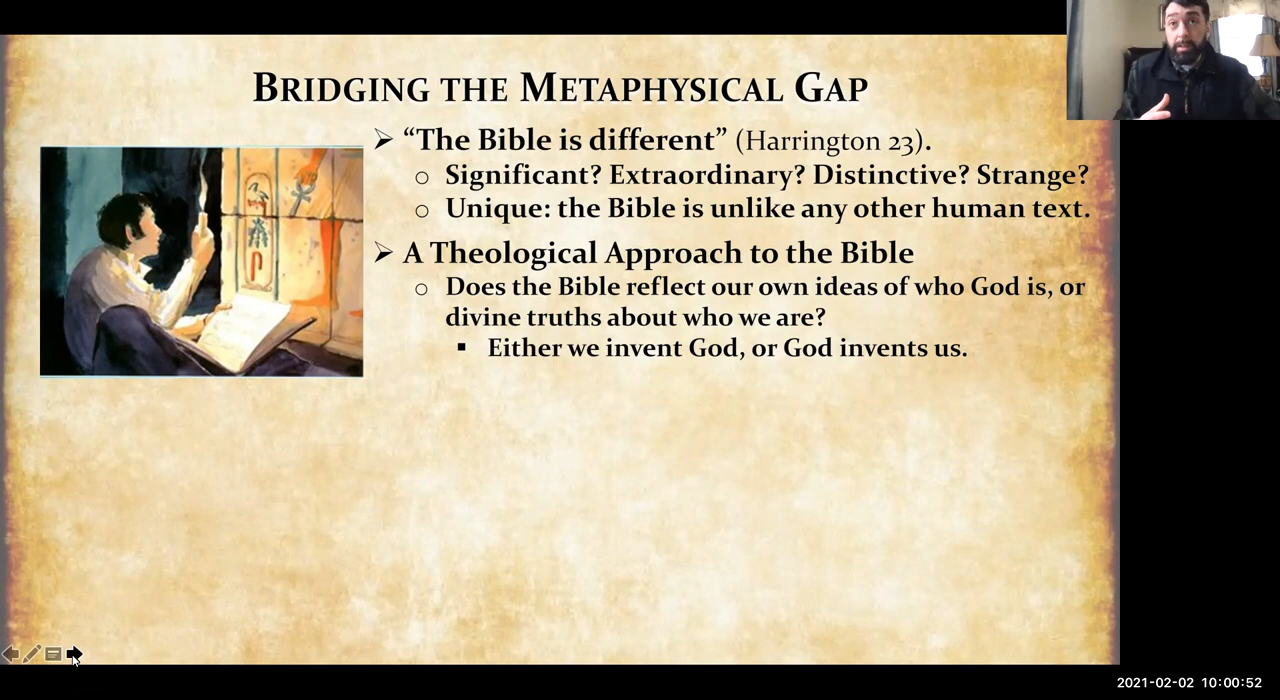 Bridging the Metaphysical Gap
“The Bible is different” (Harrington 23).
Significant? Extraordinary? Distinctive? Strange?
Unique: the Bible is unlike any other human text.
A Theological Approach to the Bible
Does the Bible reflect our own ideas of who God is, or
divine truths about who we are?
Either we invent God, or God invents us.
2021-02-02 10:00:52